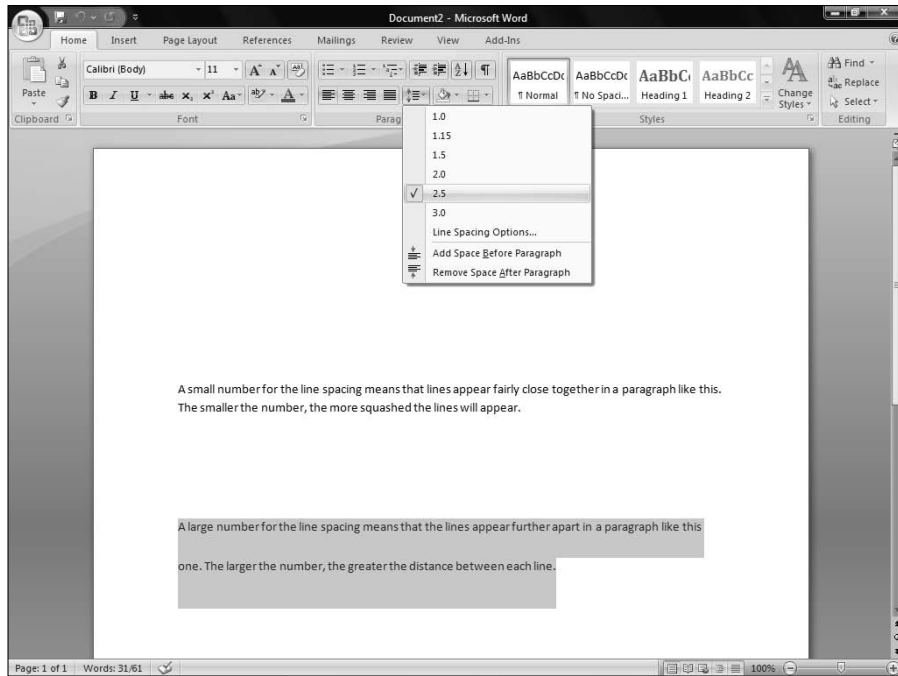 Document2 - Microsoft Word
Home Insert Page Layout References Mailings Review View Add-Ins
Calibri (Body) 11 Find
AaBbCcDc AaBbCcDc AaBbC AaBbCc Replace
Paste B I U abe X, X² Aa ab A ¶ Normal ¶ No Spaci... Heading 1 Heading 2 Change Styles Select
Clipboard Font Parag Styles Editing
1.0
1.15
1.5
2.0
2.5
3.0
Line Spacing Options...
Add Space Before Paragraph
Remove Space After Paragraph
A small number for the line spacing means that lines appear fairly close together in a paragraph like this.
The smaller the number, the more squashed the lines will appear.
A large number for the line spacing means that the lines appear further apart in a paragraph like this
one. The larger the number, the greater the distance between each line.
Page: 1 of 1 Words: 31/61 100%